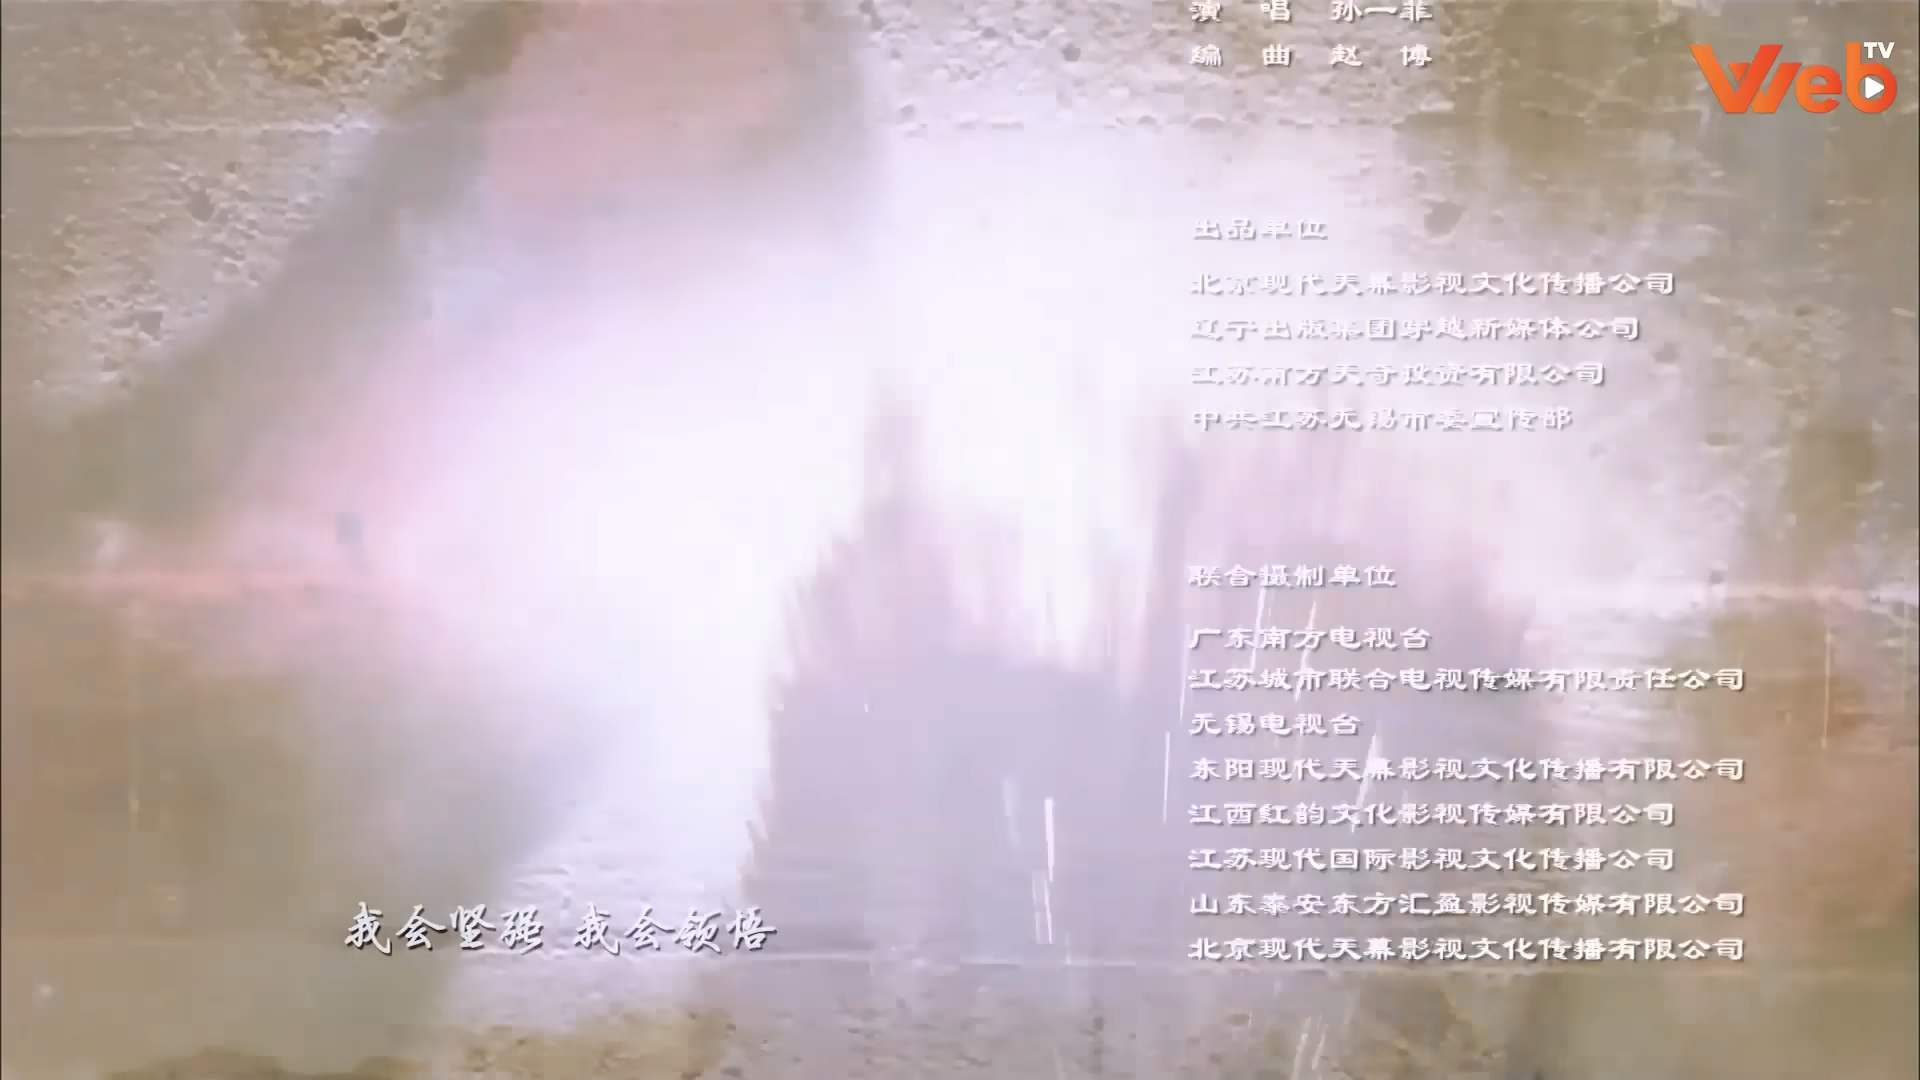 演 唱 孙一菲
编 曲 赵 博
Web TV
出品单位
北京现代天幕影视文化传播公司
辽宁出版集团穿越新媒体公司
江苏南方天奇投资有限公司
中共江苏无锡市委宣传部
联合摄制单位
广东南方电视台
江苏城市联合电视传媒有限责任公司
无锡电视台
东阳现代天幕影视文化传播有限公司
江西红韵文化影视传媒有限公司
江苏现代国际影视文化传播公司
山东泰安东方汇盈影视传媒有限公司
北京现代天幕影视文化传播有限公司
我会坚强 我会领悟